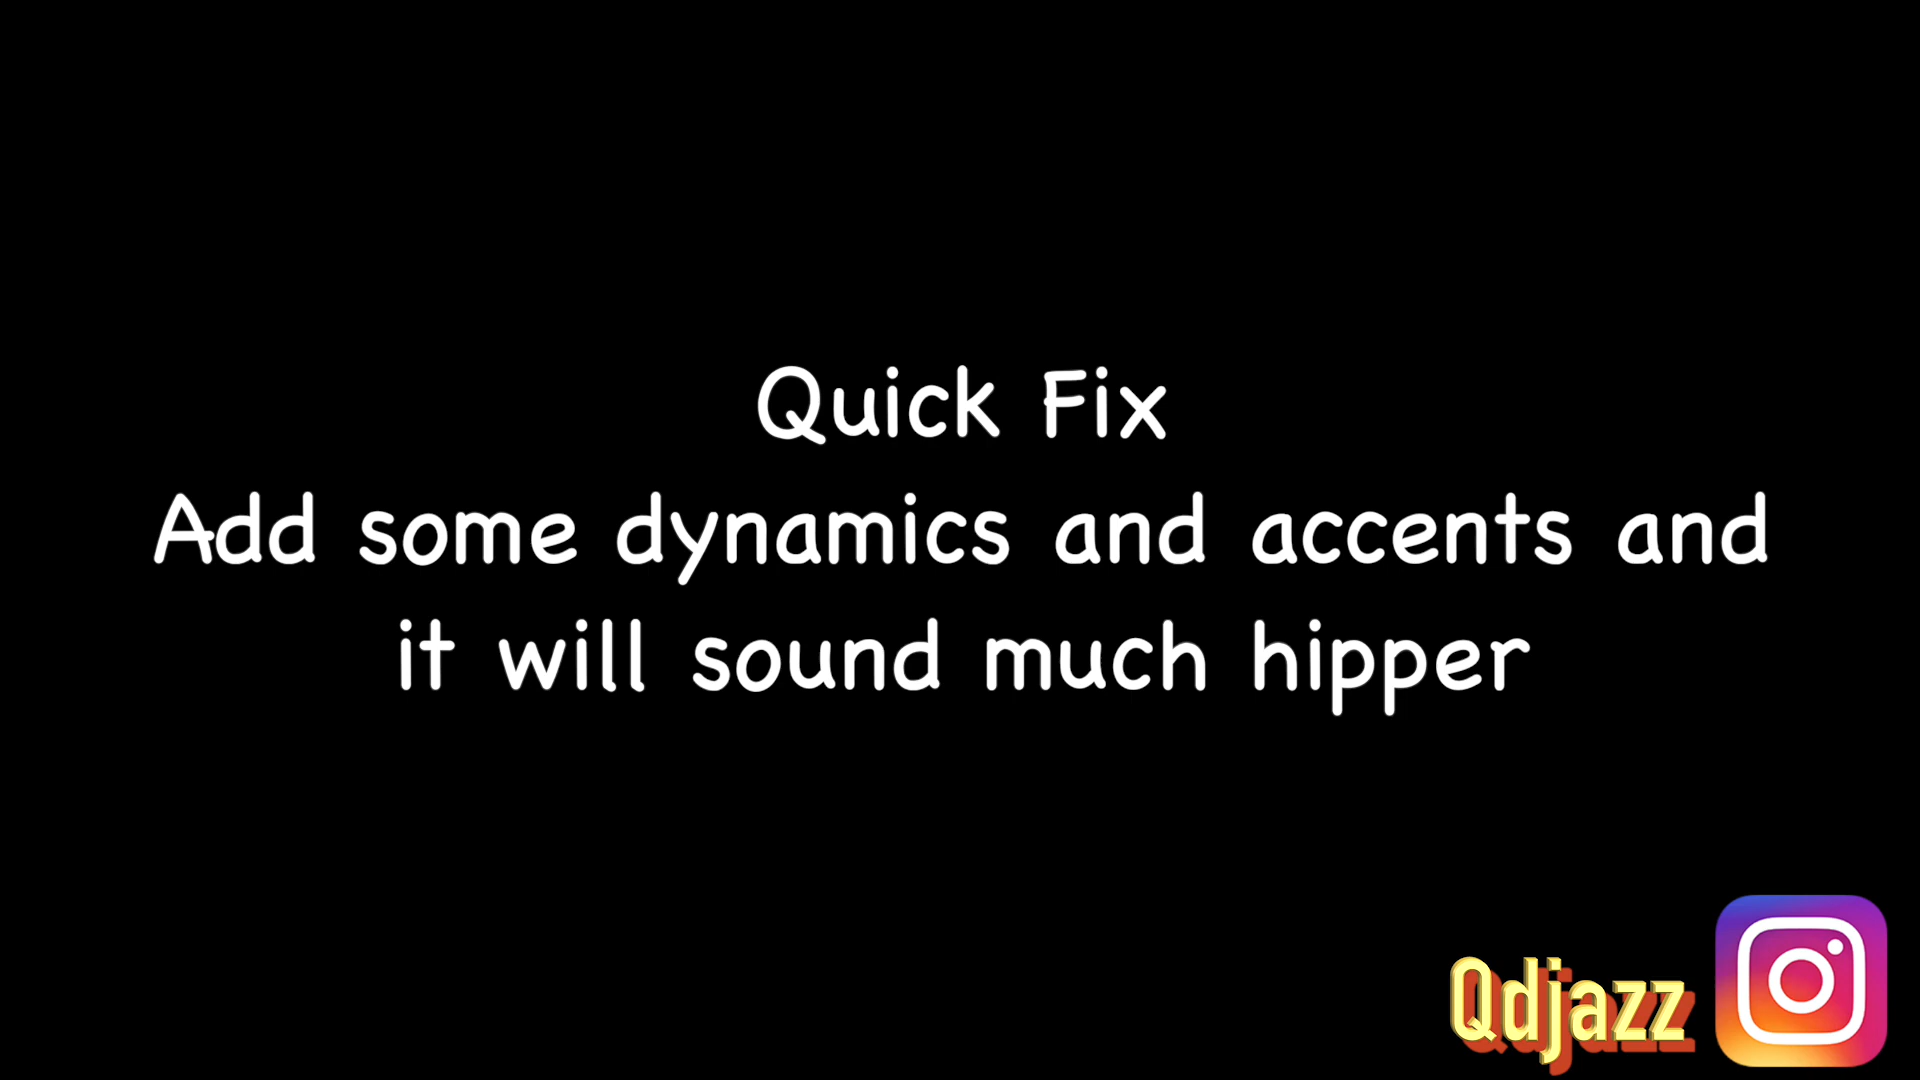 Quick Fix
Add some dynamics and accents and
it will sound much hipper
Qdjazz